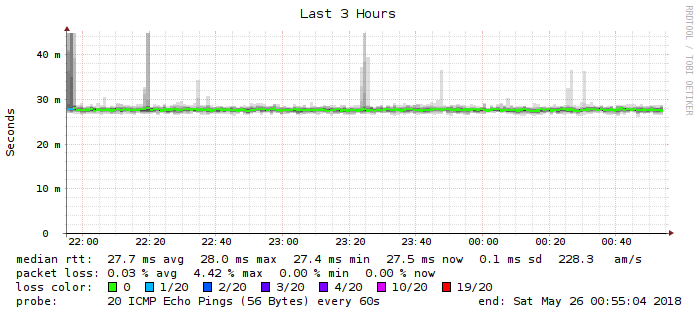 Last 3 Hours
RRDTOOL / TOBI OETIKER
Seconds
40 m
30 m
20 m
10 m
0
22:00 22:20 22:40 23:00 23:20 23:40 00:00 00:20 00:40
median rtt: 27.7 ms avg 28.0 ms max 27.4 ms min 27.5 ms now 0.1 ms sd 228.3 am/s
packet loss: 0.03 % avg 4.42 % max 0.00 % min 0.00 % now
loss color: 0 1/20 2/20 3/20 4/20 10/20 19/20
probe: 20 ICMP Echo Pings (56 Bytes) every 60s end: Sat May 26 00:55:04 2018